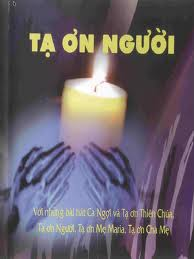 TẠ ƠN NGƯỜI
Với những bài hát Ca Ngợi và Tạ ơn Thiên Chúa,
Tạ ơn Người, Tạ ơn Mẹ Maria, Tạ ơn Cha Mẹ